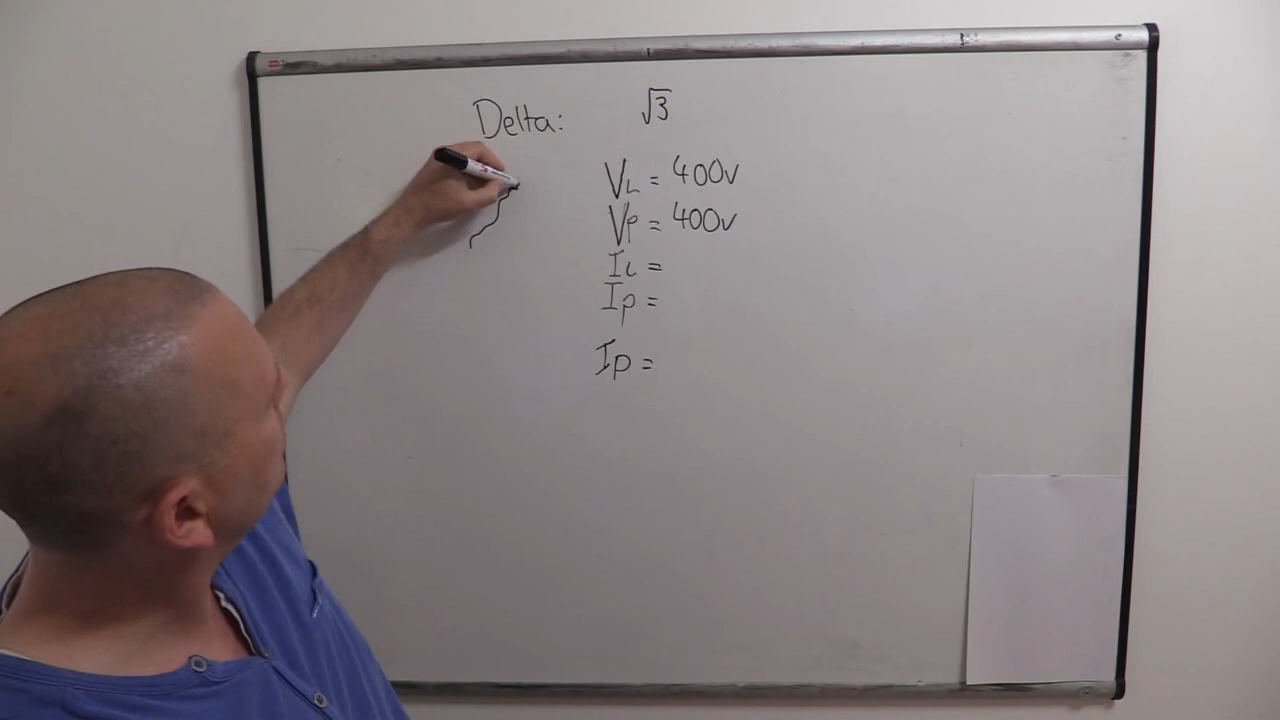 Delta: √3
VL = 400v
Vp = 400v
IL =
Ip =
Ip =